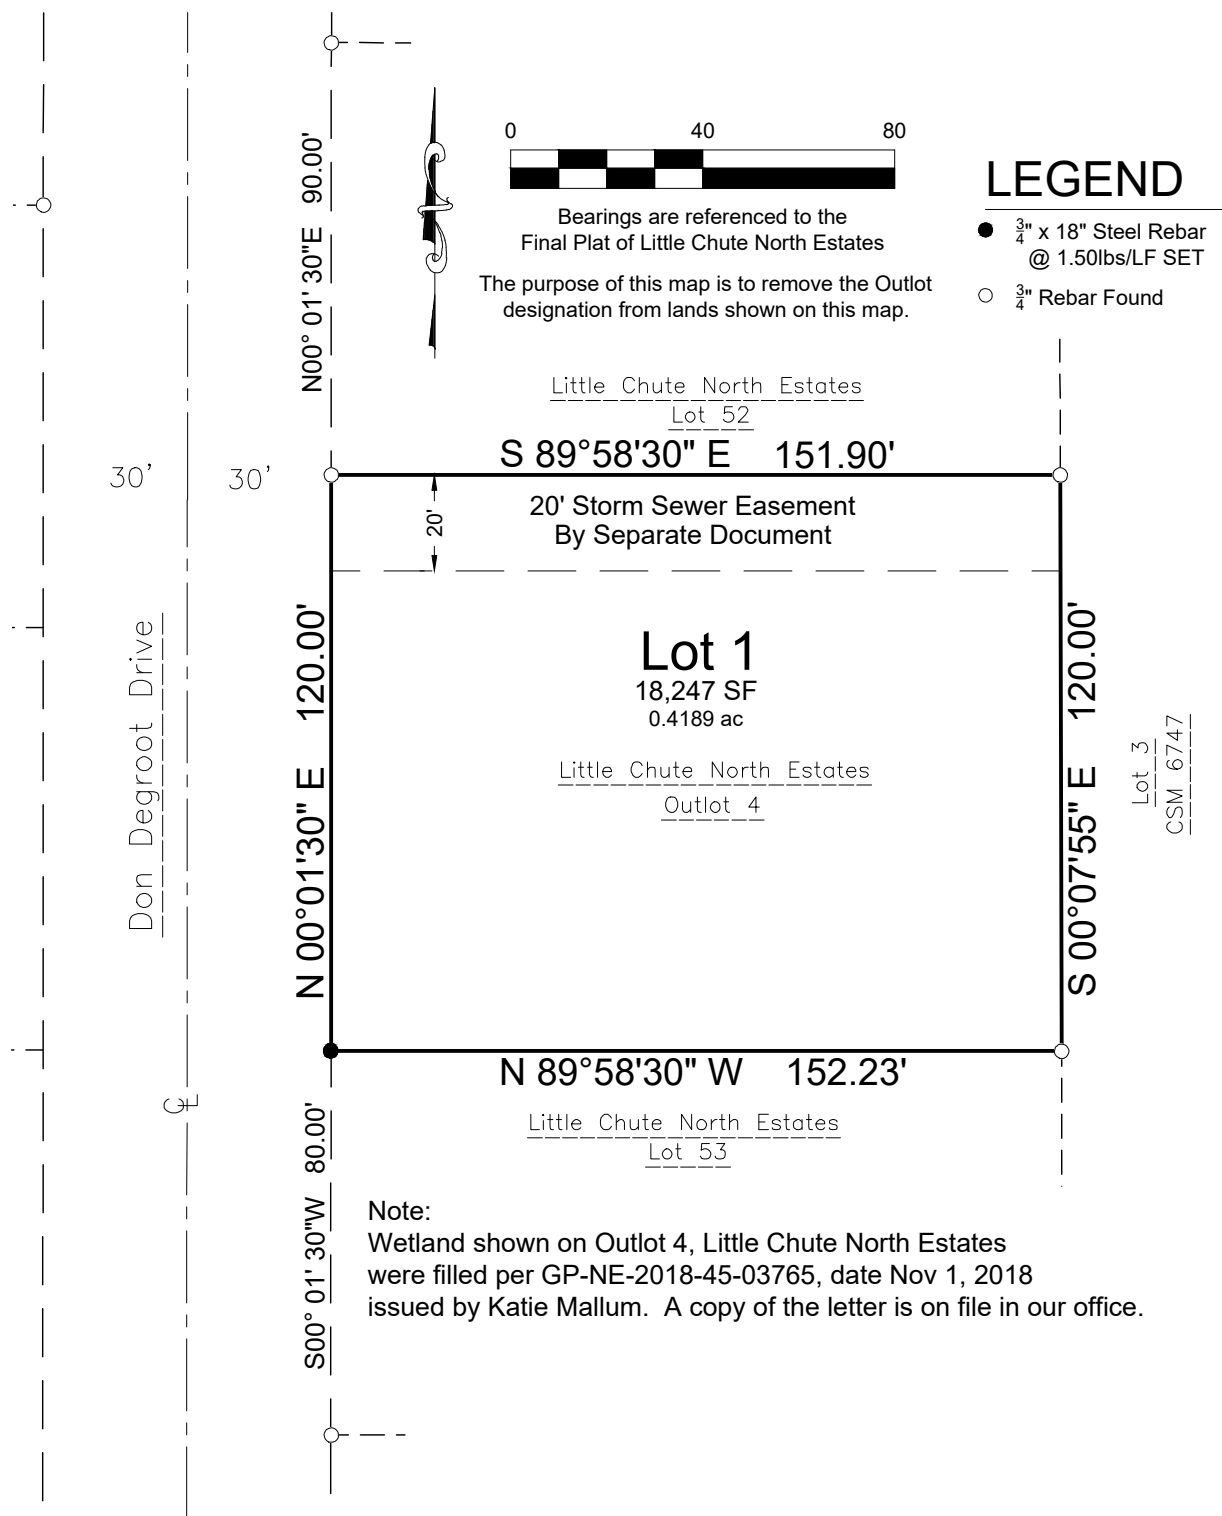 0 40 80
Bearings are referenced to the
Final Plat of Little Chute North Estates
The purpose of this map is to remove the Outlot
designation from lands shown on this map.
LEGEND
3/4" x 18" Steel Rebar
@ 1.50lbs/LF SET
3/4" Rebar Found
N00° 01' 30"E 90.00'
Little Chute North Estates
Lot 52
S 89°58'30" E 151.90'
30' 30'
20'
20' Storm Sewer Easement
By Separate Document
Don Degroot Drive
N 00°01'30" E 120.00'
Lot 1
18,247 SF
0.4189 ac
Little Chute North Estates
Outlot 4
S 00°07'55" E 120.00'
Lot 3
CSM 6747
N 89°58'30" W 152.23'
CL
Little Chute North Estates
Lot 53
S00° 01' 30"W 80.00'
Note:
Wetland shown on Outlot 4, Little Chute North Estates
were filled per GP-NE-2018-45-03765, date Nov 1, 2018
issued by Katie Mallum. A copy of the letter is on file in our office.